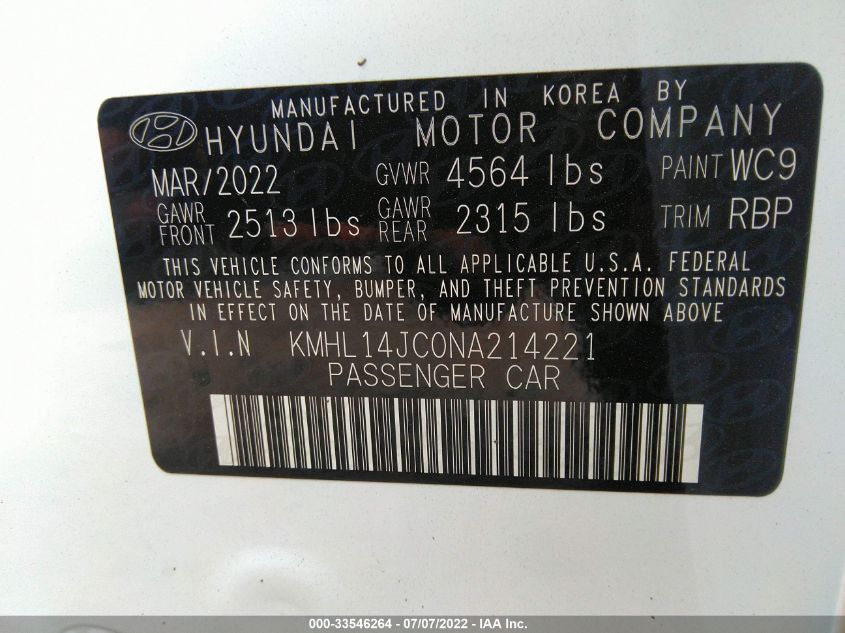 MANUFACTURED IN KOREA BY
HYUNDAI MOTOR COMPANY
MAR/2022 GVWR 4564 lbs PAINT WC9
GAWR FRONT 2513 lbs GAWR REAR 2315 lbs TRIM RBP
THIS VEHICLE CONFORMS TO ALL APPLICABLE U.S.A. FEDERAL
MOTOR VEHICLE SAFETY, BUMPER, AND THEFT PREVENTION STANDARDS
IN EFFECT ON THE DATE OF MANUFACTURE SHOWN ABOVE
V.I.N KMHL14JC0NA214221
PASSENGER CAR
000-33546264 - 07/07/2022 - IAA Inc.